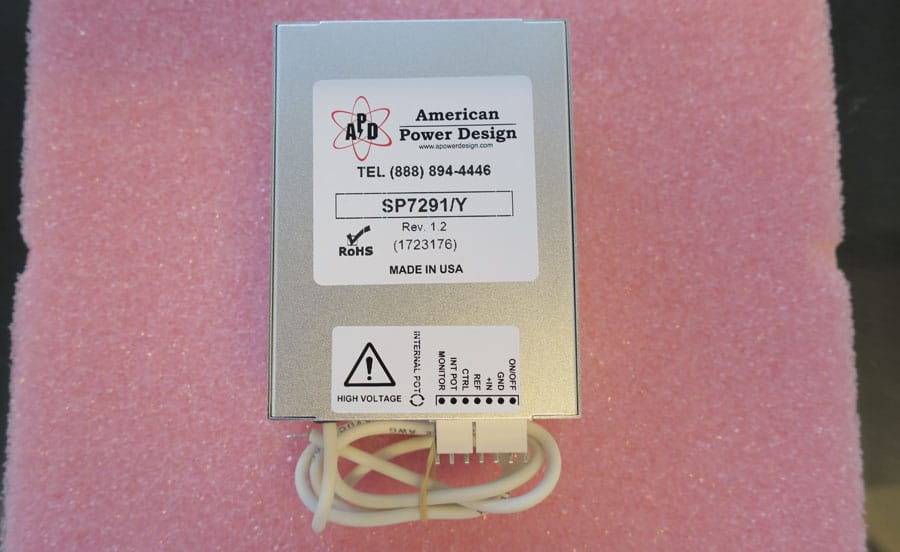 APD
American
Power Design
www.apowerdesign.com
TEL (888) 894-4446
SP7291/Y
Rev. 1.2
(1723176)
RoHS
MADE IN USA
HIGH VOLTAGE
INTERNAL POT
MONITOR
INT POT
CTRL
REF
+IN
GND
ON/OFF
AWG